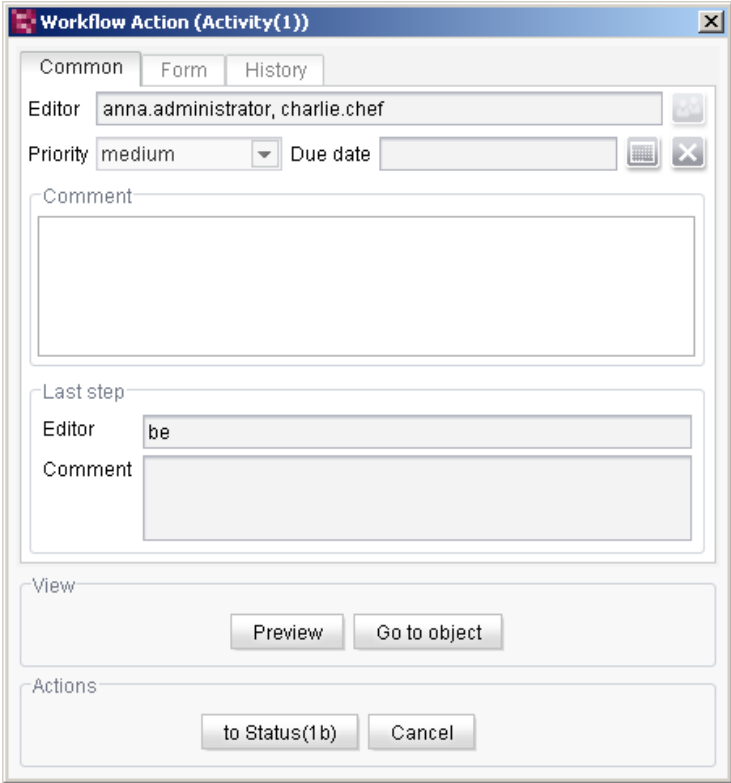 Workflow Action (Activity(1))
Common Form History
Editor anna.administrator, charlie.chef
Priority medium Due date
Comment
Last step
Editor be
Comment
View
Preview Go to object
Actions
to Status(1b) Cancel